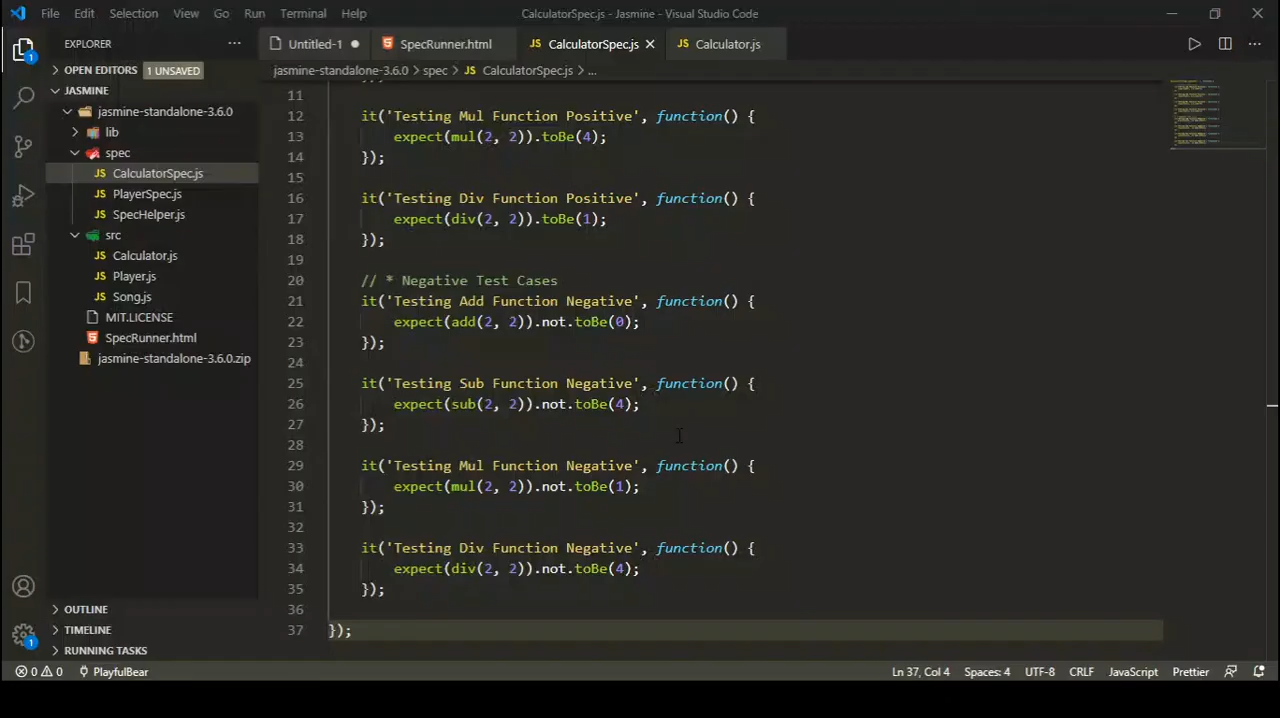 File Edit Selection View Go Run Terminal Help
CalculatorSpec.js - Jasmine - Visual Studio Code
EXPLORER
Untitled-1
SpecRunner.html
JS CalculatorSpec.js
JS Calculator.js
1
OPEN EDITORS 1 UNSAVED
jasmine-standalone-3.6.0 > spec > JS CalculatorSpec.js > ...
JASMINE
jasmine-standalone-3.6.0
lib
spec
JS CalculatorSpec.js
JS PlayerSpec.js
JS SpecHelper.js
src
JS Calculator.js
JS Player.js
JS Song.js
MIT.LICENSE
SpecRunner.html
jasmine-standalone-3.6.0.zip
OUTLINE
TIMELINE
RUNNING TASKS
1
11
12 it('Testing Mul Function Positive', function() {
13 expect(mul(2, 2)).toBe(4);
14 });
15
16 it('Testing Div Function Positive', function() {
17 expect(div(2, 2)).toBe(1);
18 });
19
20 // * Negative Test Cases
21 it('Testing Add Function Negative', function() {
22 expect(add(2, 2)).not.toBe(0);
23 });
24
25 it('Testing Sub Function Negative', function() {
26 expect(sub(2, 2)).not.toBe(4);
27 });
28
29 it('Testing Mul Function Negative', function() {
30 expect(mul(2, 2)).not.toBe(1);
31 });
32
33 it('Testing Div Function Negative', function() {
34 expect(div(2, 2)).not.toBe(4);
35 });
36
37 });
0 0 PlayfulBear
Ln 37, Col 4 Spaces: 4 UTF-8 CRLF JavaScript Prettier